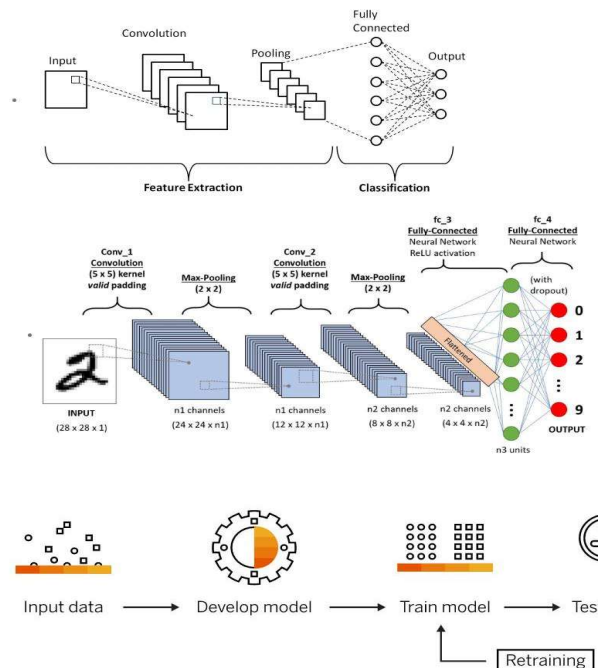 Fully
Connected
Convolution
Pooling
Output
Input
Feature Extraction
Classification
fc_3
Fully-Connected
Neural Network
ReLU activation
fc_4
Fully-Connected
Neural Network
Conv_1
Convolution
(5 x 5) kernel
valid padding
Max-Pooling
(2 x 2)
Conv_2
Convolution
(5 x 5) kernel
valid padding
Max-Pooling
(2 x 2)
(with
dropout)
Flattened
0
1
2
9
INPUT
(28 x 28 x 1)
n1 channels
(24 x 24 x n1)
n1 channels
(12 x 12 x n1)
n2 channels
(8 x 8 x n2)
n2 channels
(4 x 4 x n2)
OUTPUT
n3 units
Input data
Develop model
Train model
Tes
Retraining